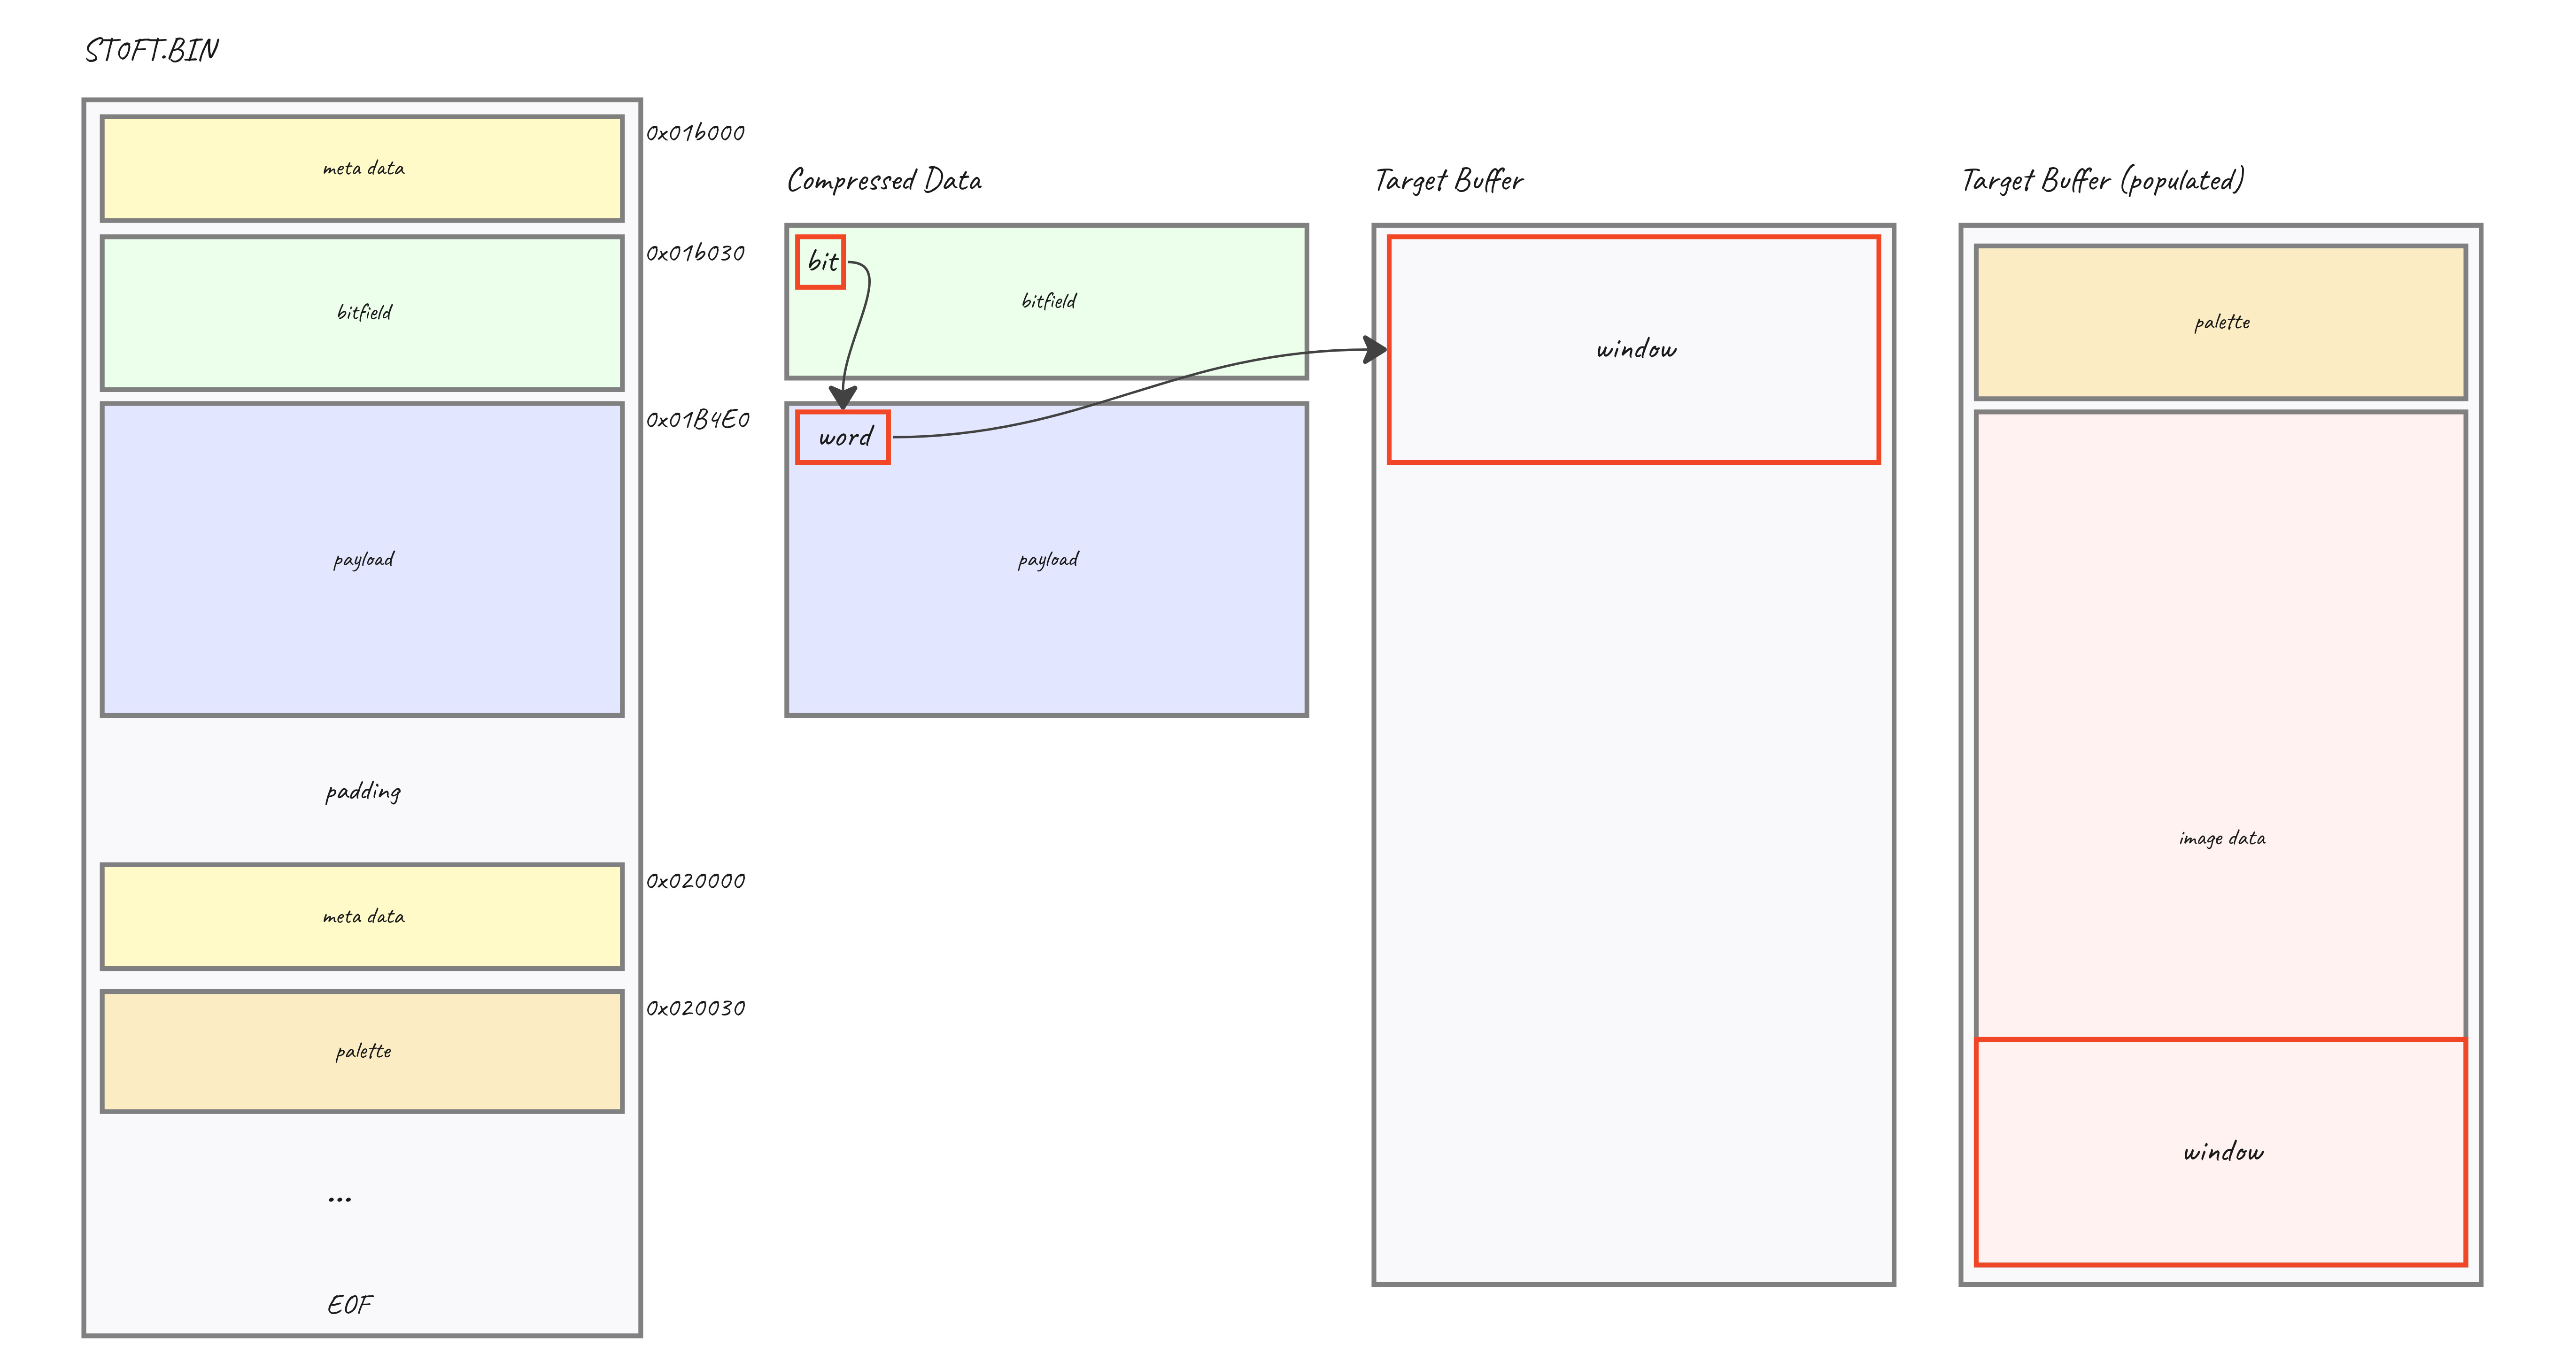 STOFT.BIN
meta data
0x01b000
bitfield
0x01b030
payload
0x01B4E0
padding
meta data
0x020000
palette
0x020030
...
EOF
Compressed Data
bit
bitfield
word
payload
Target Buffer
window
Target Buffer (populated)
palette
image data
window